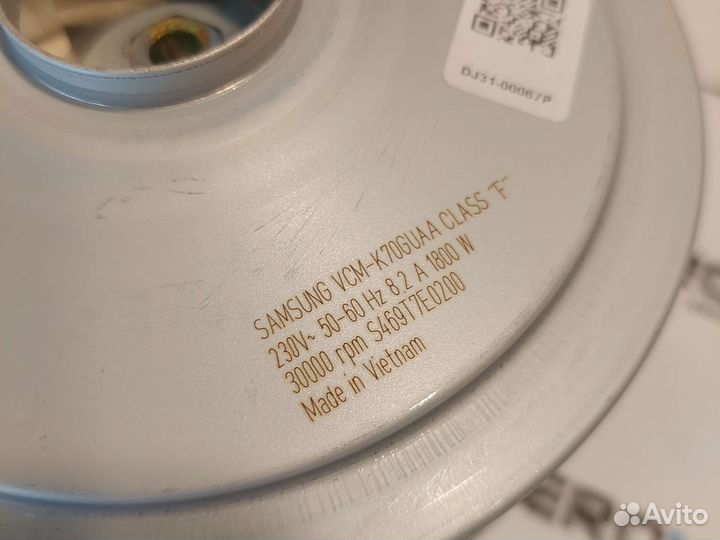 DJ31-00067P
SAMSUNG VCM-K70GUAA CLASS "F"
230V~ 50-60 Hz 8.2 A 1800 W
30000 rpm S469T7E0200
Made in Vietnam
Avito